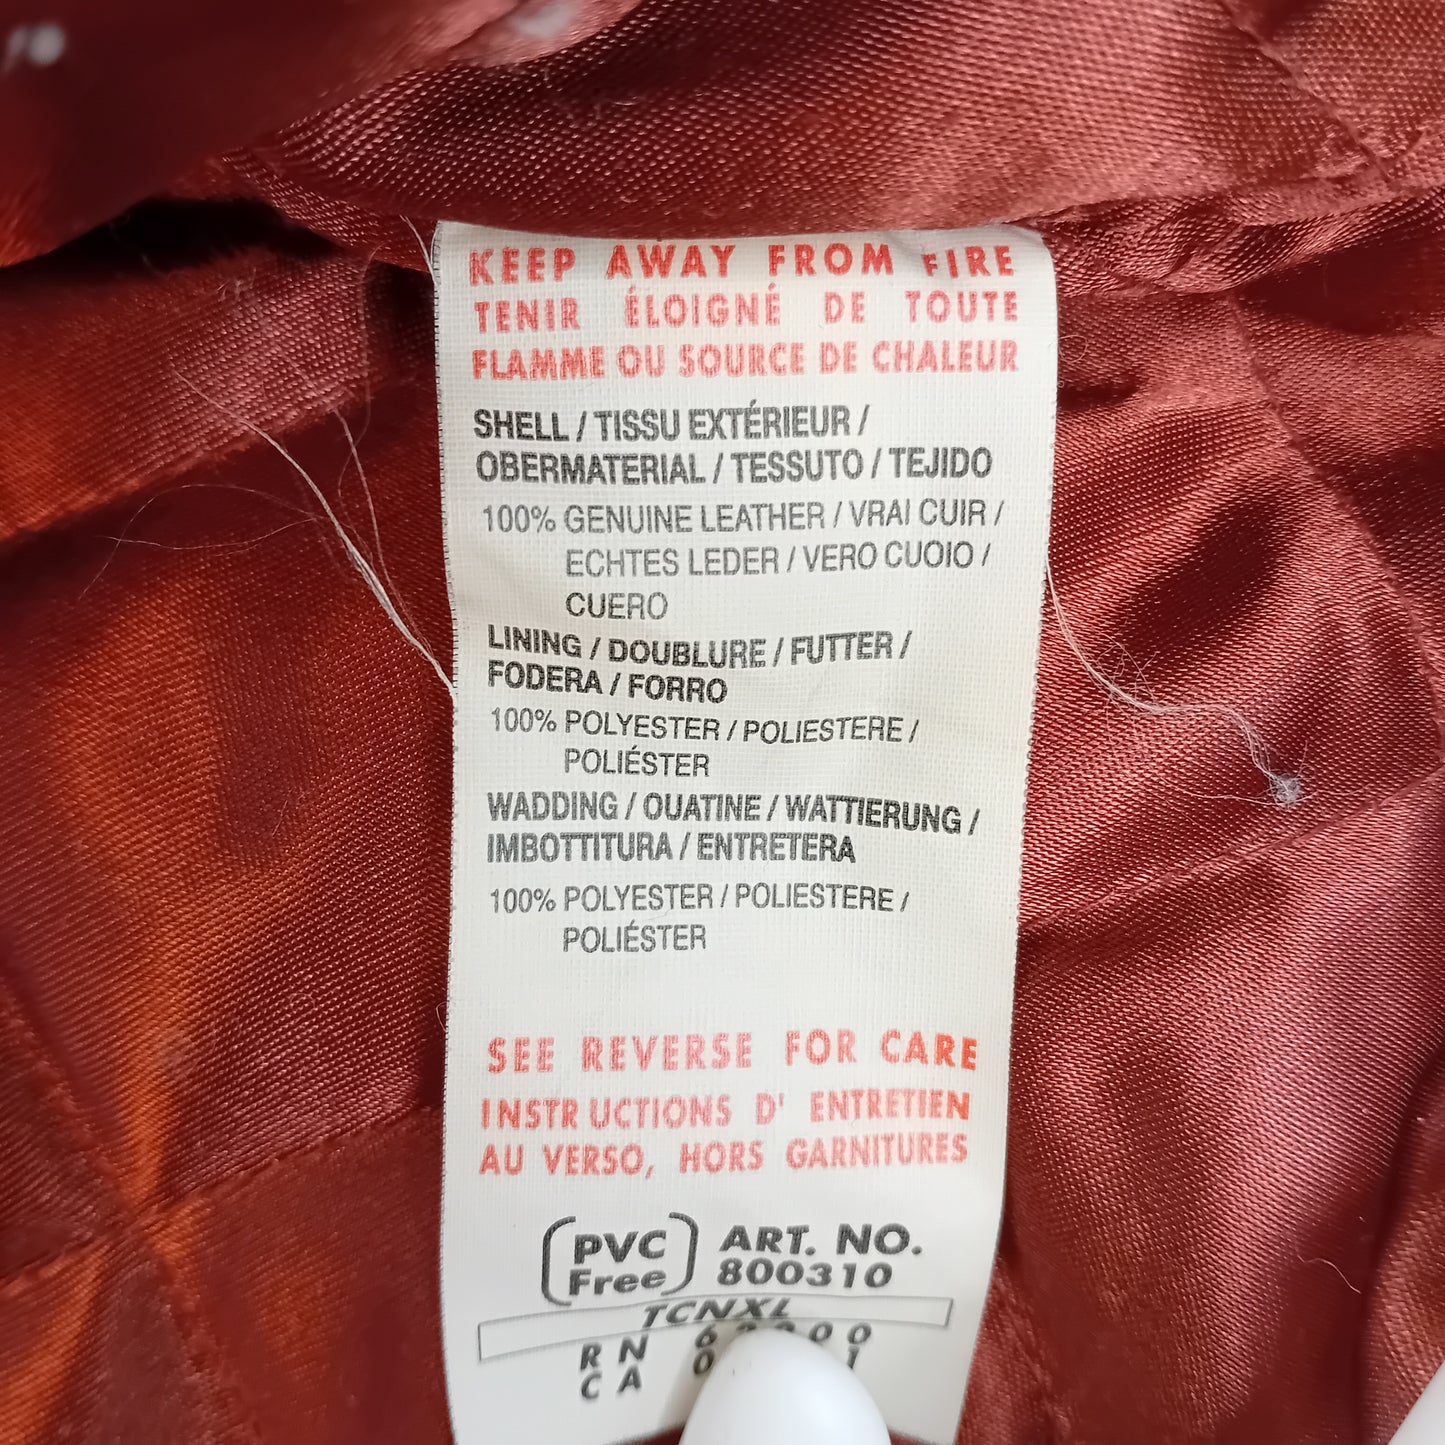 KEEP AWAY FROM FIRE
TENIR ÉLOIGNÉ DE TOUTE
FLAMME OU SOURCE DE CHALEUR
SHELL / TISSU EXTÉRIEUR /
OBERMATERIAL / TESSUTO / TEJIDO
100% GENUINE LEATHER / VRAI CUIR /
ECHTES LEDER / VERO CUOIO /
CUERO
LINING / DOUBLURE / FUTTER /
FODERA / FORRO
100% POLYESTER / POLIESTERE /
POLIÉSTER
WADDING / OUATINE / WATTIERUNG /
IMBOTTITURA / ENTRETERA
100% POLYESTER / POLIESTERE /
POLIÉSTER
SEE REVERSE FOR CARE
INSTRUCTIONS D' ENTRETIEN
AU VERSO, HORS GARNITURES
PVC ART. NO.
Free 800310
TCNXL
RN
CA